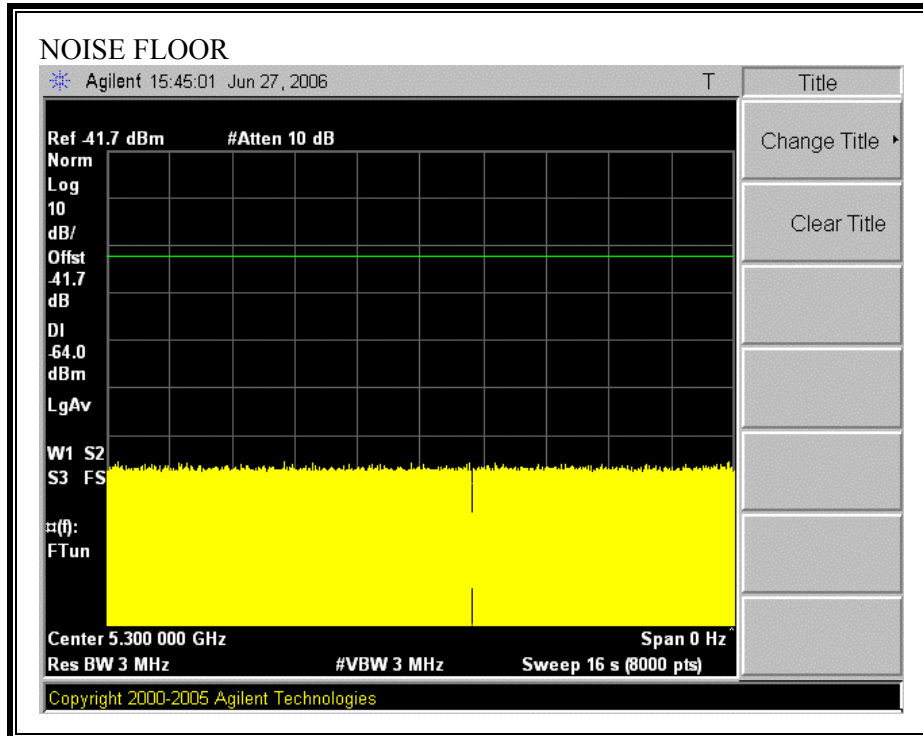 NOISE FLOOR
Agilent 15:45:01 Jun 27, 2006 T
Title
Change Title
Clear Title
Ref -41.7 dBm #Atten 10 dB
Norm
Log
10
dB/
Offst
-41.7
dB
DI
-64.0
dBm
LgAv
W1 S2
S3 FS
¤(f):
FTun
Center 5.300 000 GHz Span 0 Hz^
Res BW 3 MHz #VBW 3 MHz Sweep 16 s (8000 pts)
Copyright 2000-2005 Agilent Technologies